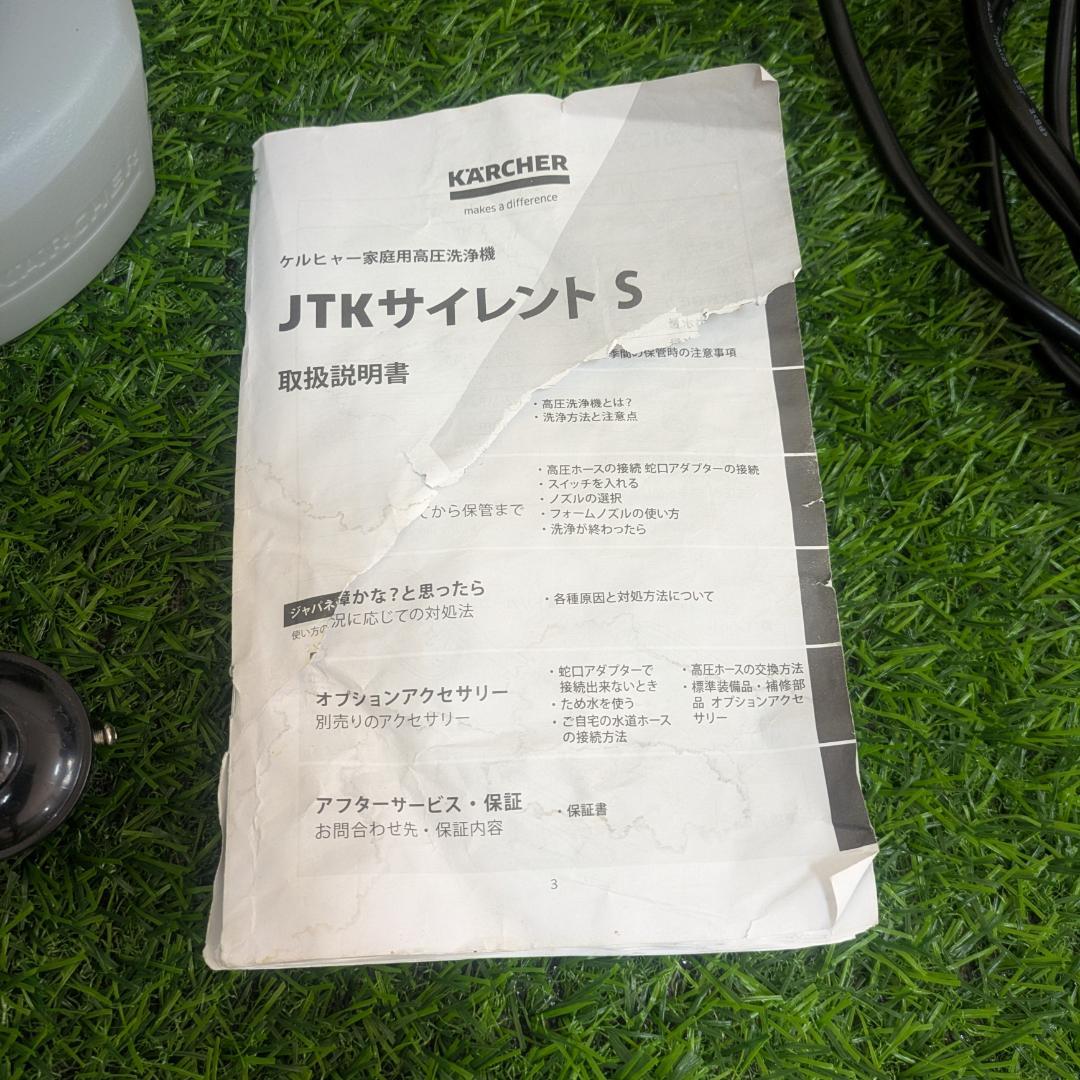 KÄRCHER
makes a difference
ケルヒャー家庭用高圧洗浄機
JTKサイレント S
取扱説明書
の保管時の注意事項
・高圧洗浄機とは?
・洗浄方法と注意点
から保管まで
・高圧ホースの接続 蛇口アダプターの接続
・スイッチを入れる
・ノズルの選択
・フォームノズルの使い方
・洗浄が終わったら
ジャパネ
使い方の
障かな?と思ったら
況に応じての対処法
・各種原因と対処方法について
オプションアクセサリー
別売りのアクセサリー
・蛇口アダプターで
接続出来ないとき
・ため水を使う
・ご自宅の水道ホース
の接続方法
・高圧ホースの交換方法
・標準装備品・補修部
品 オプションアクセ
サリー
アフターサービス・保証
お問合わせ先・保証内容
・保証書
3
KÄRCHER